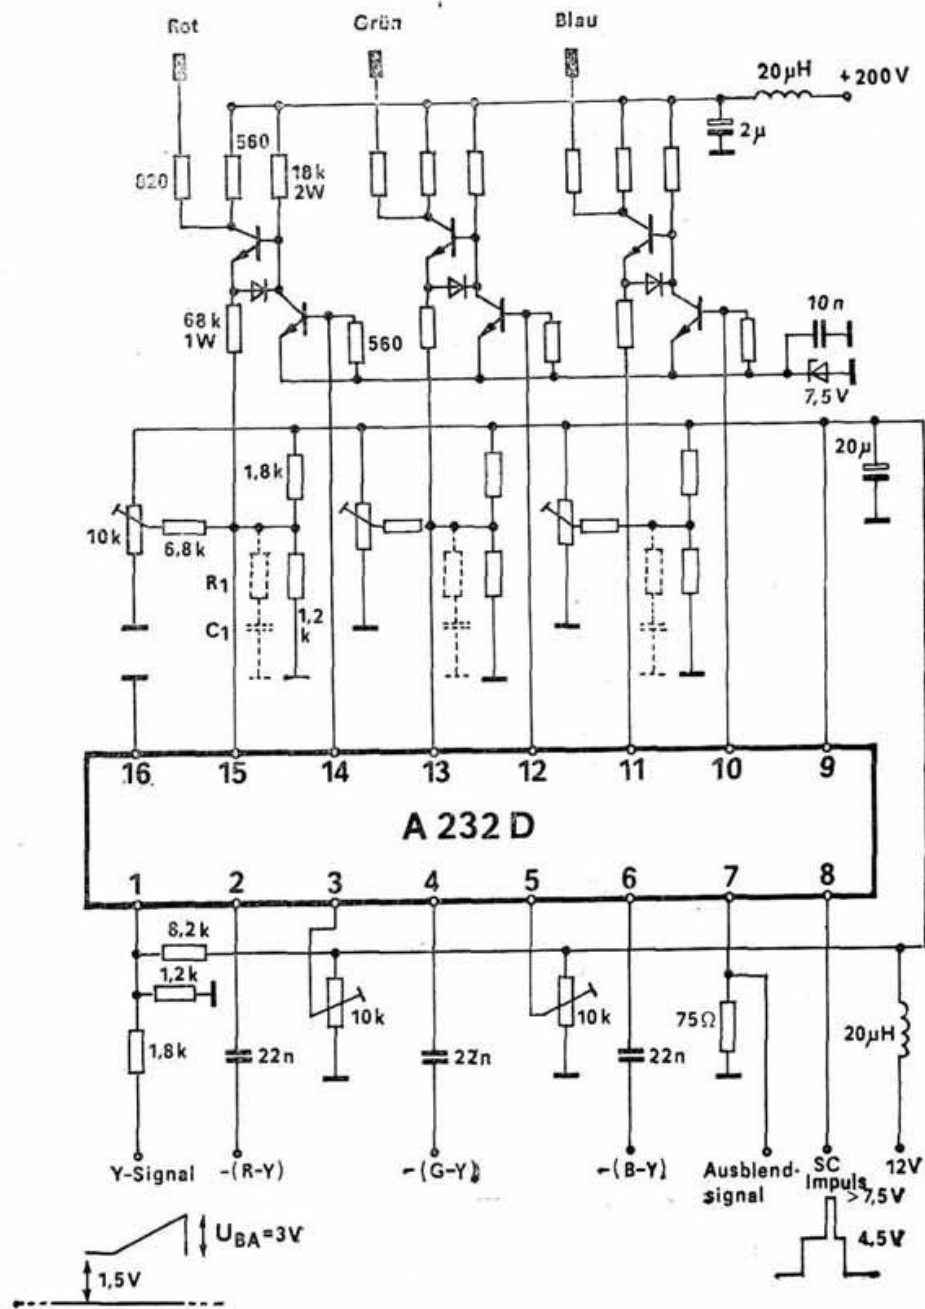 Rot
Grün
Blau
20μH
+200V
2μ
560
820
18k
2W
68k
1W
560
10n
7,5V
20μ
1,8k
10k
6,8k
R1
1,2
k
C1
16 15 14 13 12 11 10 9
A 232 D
1 2 3 4 5 6 7 8
8,2k
1,2k
1,8k
22n
10k
22n
10k
22n
75Ω
20μH
Y-Signal
-(R-Y)
-(G-Y)
-(B-Y)
Ausblend-
signal
SC
Impuls
12V
>7,5V
4,5V
UBA=3V
1,5V